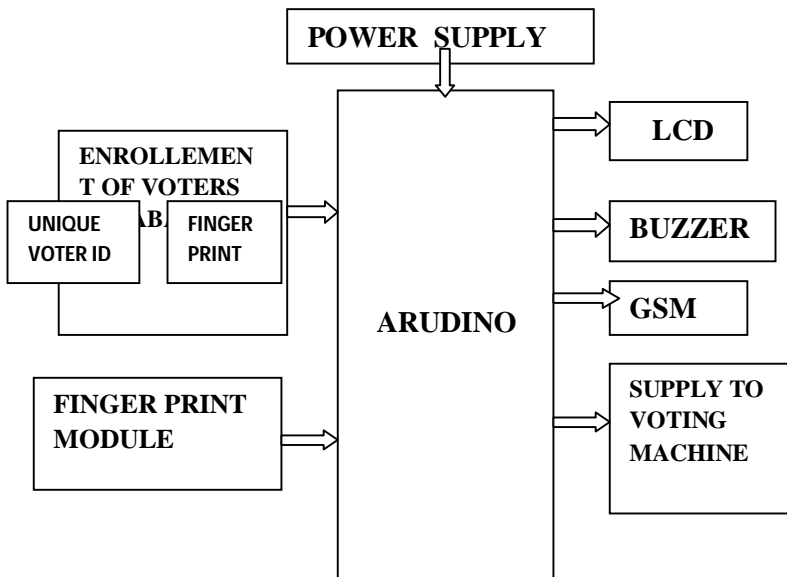 POWER SUPPLY
LCD
ENROLLEMEN
T OF VOTERS
UNIQUE
VOTER ID
FINGER
PRINT
BUZZER
GSM
ARUDINO
FINGER PRINT
MODULE
SUPPLY TO
VOTING
MACHINE